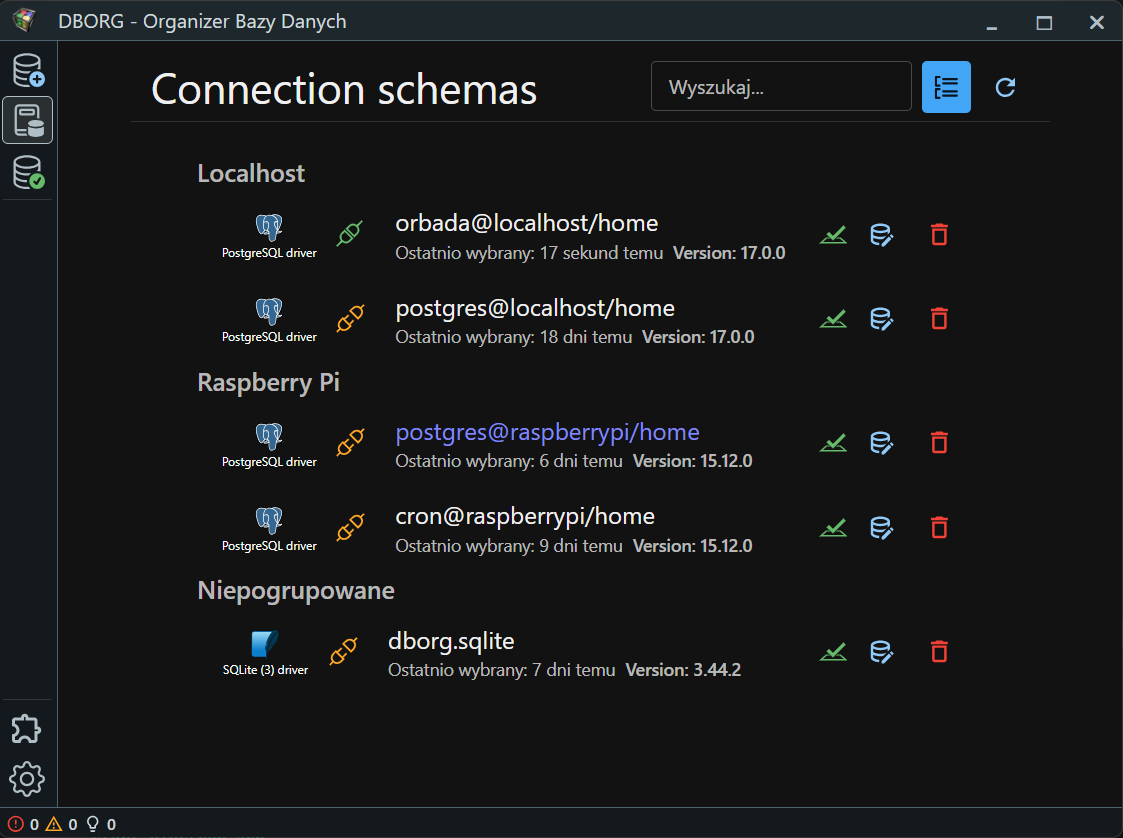 DBORG - Organizer Bazy Danych
Connection schemas
Wyszukaj...
Localhost
PostgreSQL driver
orbada@localhost/home
Ostatnio wybrany: 17 sekund temu Version: 17.0.0
PostgreSQL driver
postgres@localhost/home
Ostatnio wybrany: 18 dni temu Version: 17.0.0
Raspberry Pi
PostgreSQL driver
postgres@raspberrypi/home
Ostatnio wybrany: 6 dni temu Version: 15.12.0
PostgreSQL driver
cron@raspberrypi/home
Ostatnio wybrany: 9 dni temu Version: 15.12.0
Niepogrupowane
SQLite (3) driver
dborg.sqlite
Ostatnio wybrany: 7 dni temu Version: 3.44.2
0 0 0